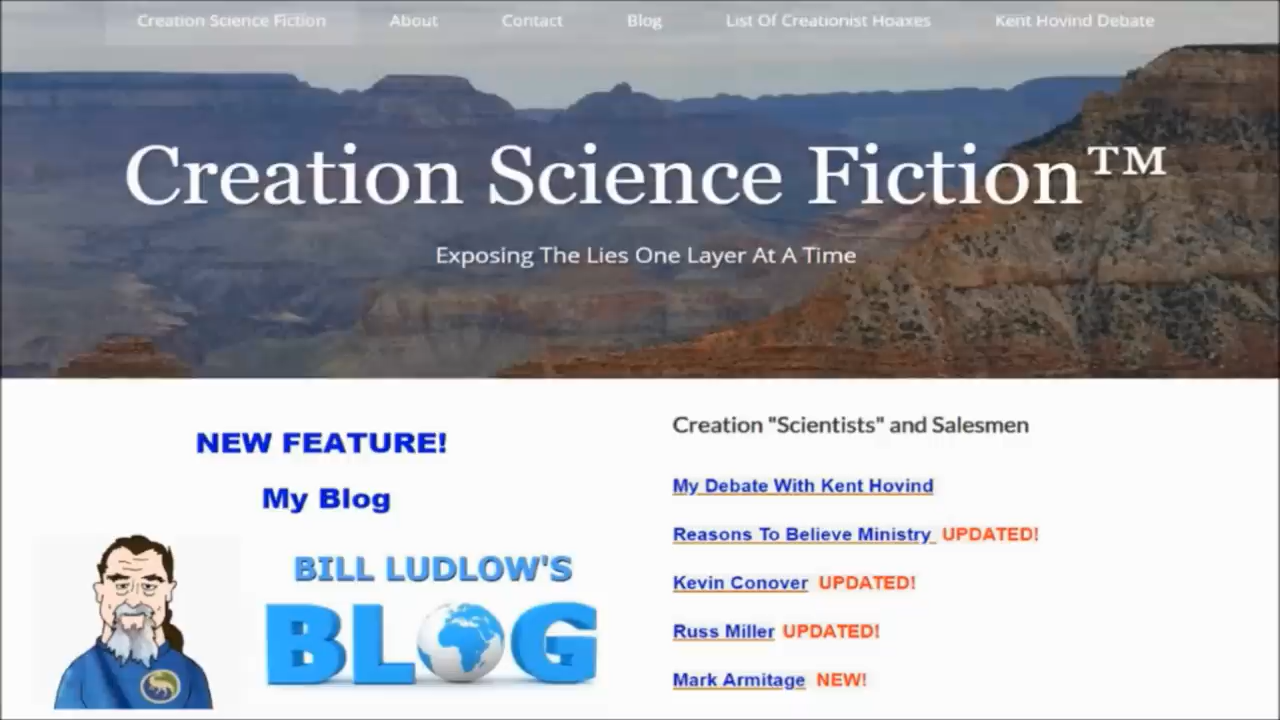 Creation Science Fiction About Contact Blog List Of Creationist Hoaxes Kent Hovind Debate
Creation Science Fiction™
Exposing The Lies One Layer At A Time
NEW FEATURE!
My Blog
BILL LUDLOW'S
BLOG
Creation "Scientists" and Salesmen
My Debate With Kent Hovind
Reasons To Believe Ministry UPDATED!
Kevin Conover UPDATED!
Russ Miller UPDATED!
Mark Armitage NEW!